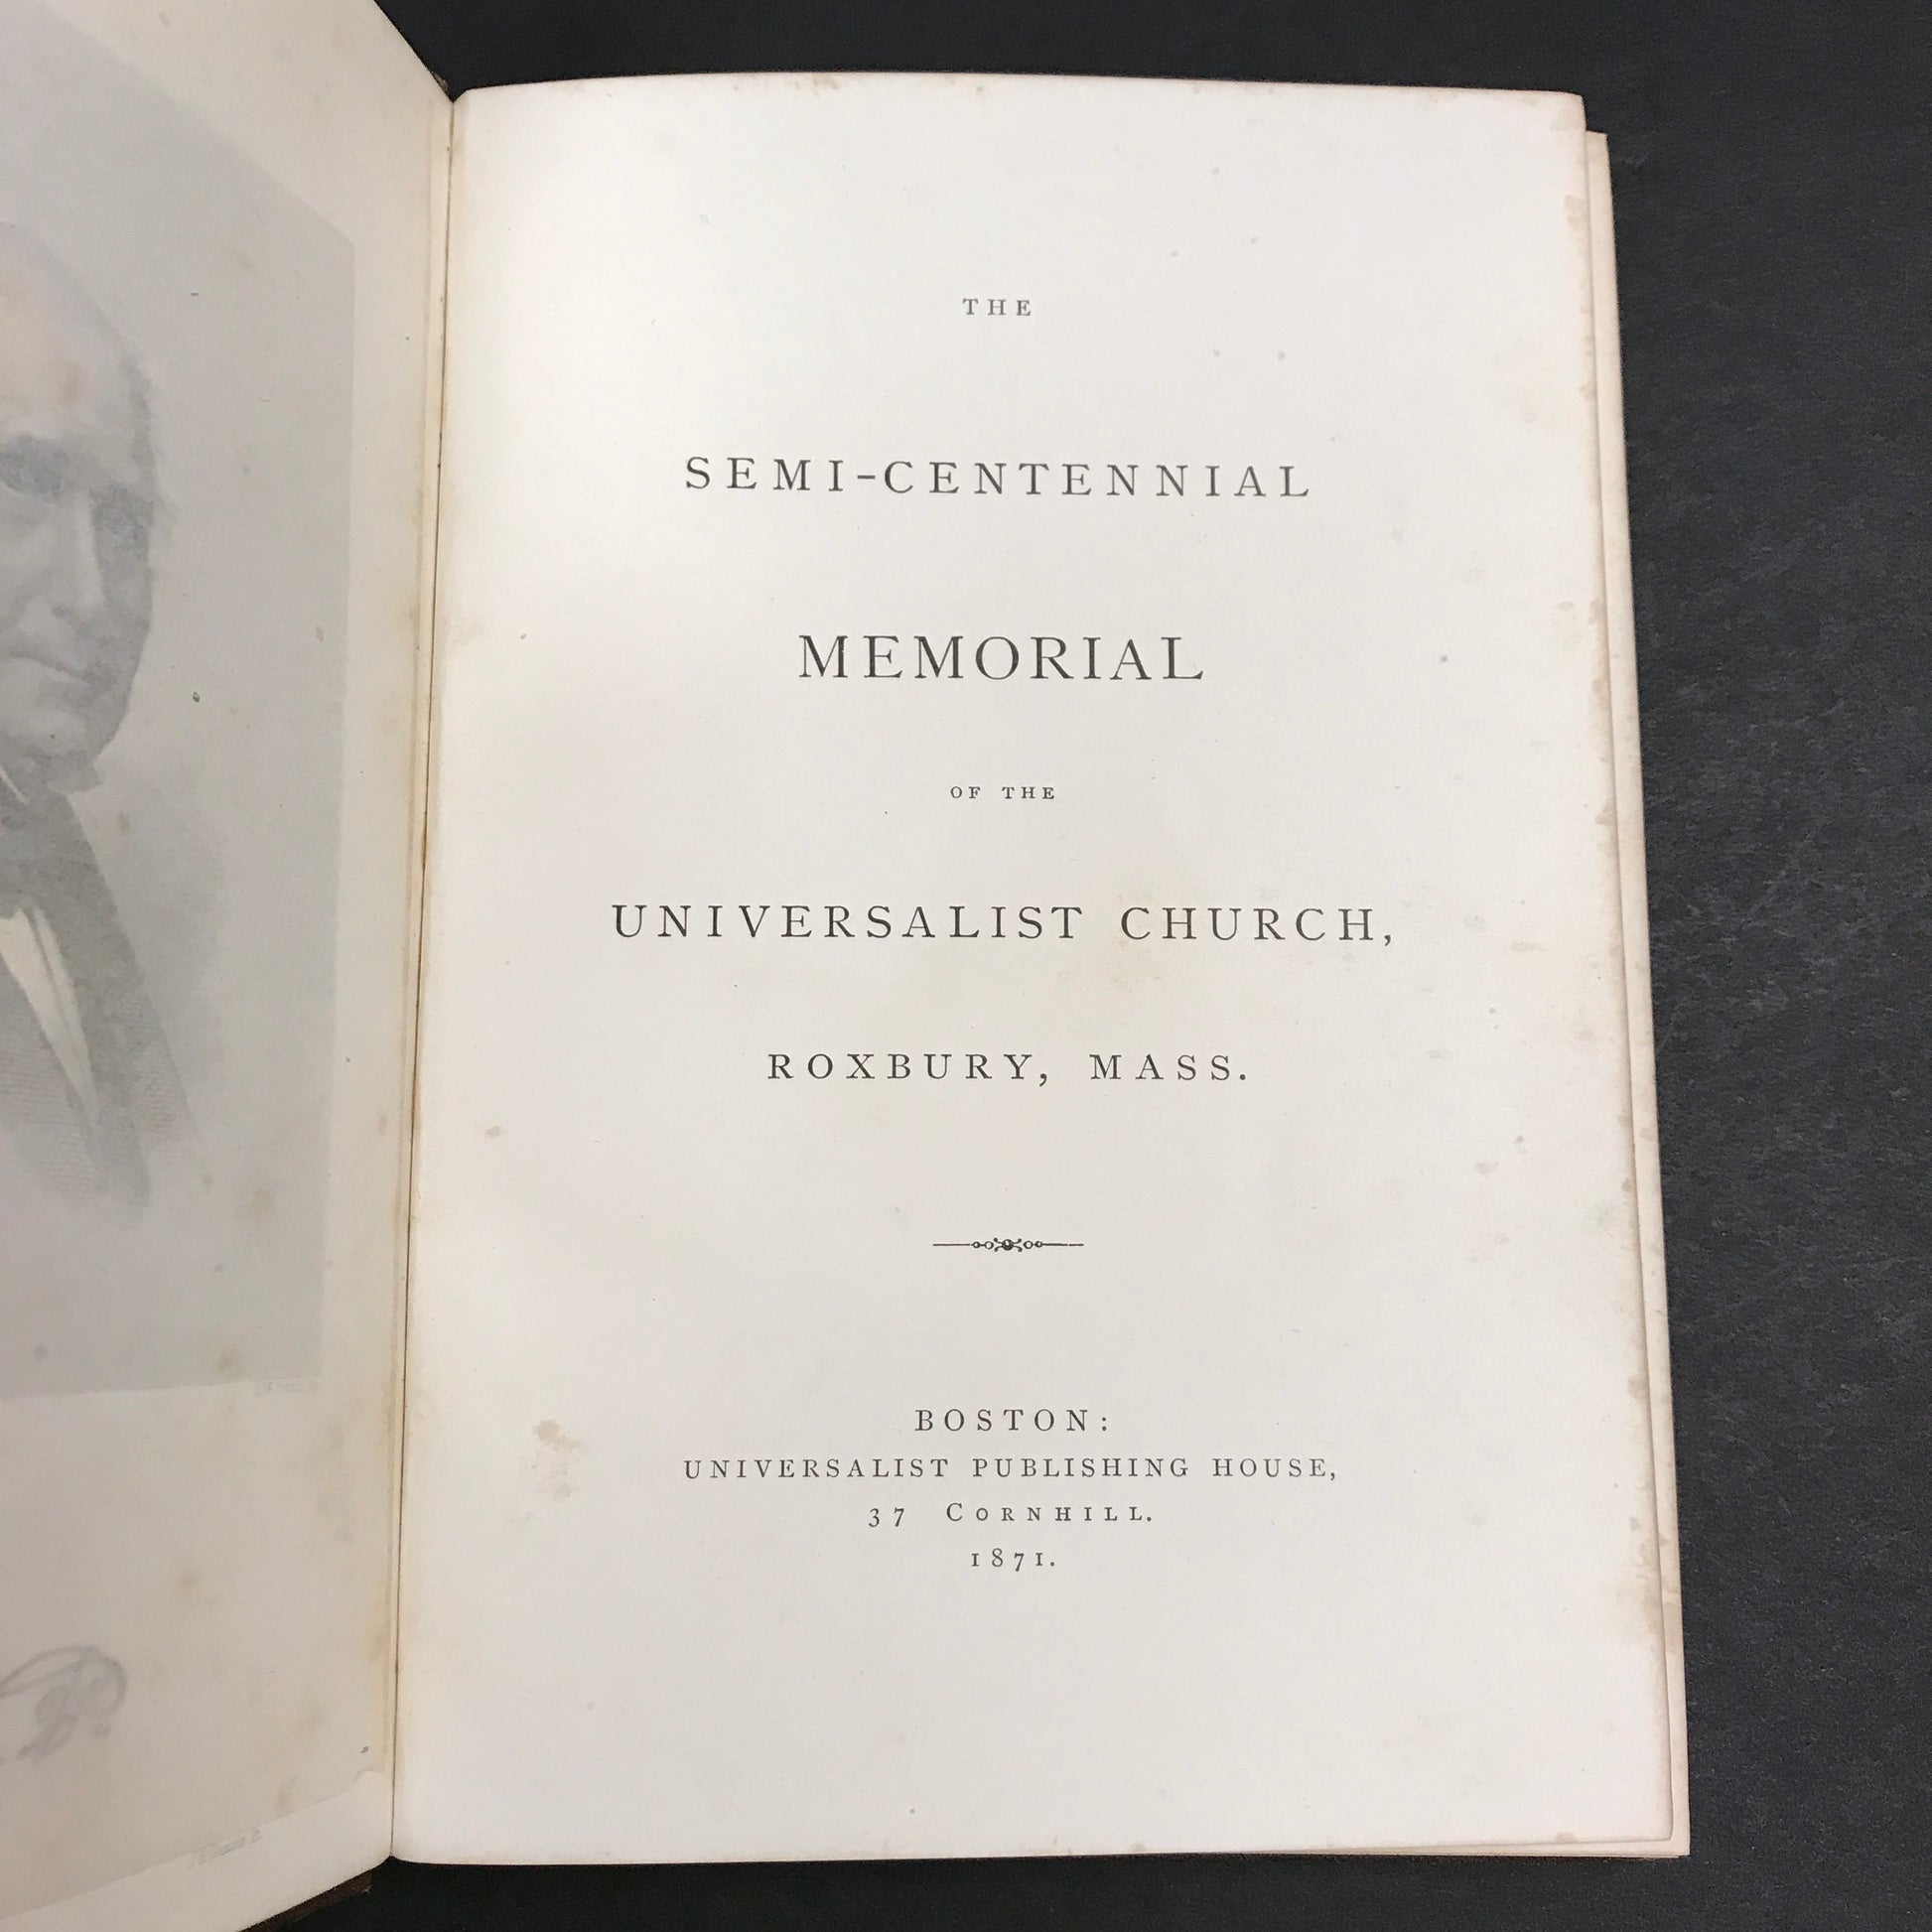 THE
SEMI-CENTENNIAL
MEMORIAL
OF THE
UNIVERSALIST CHURCH,
ROXBURY, MASS.
BOSTON:
UNIVERSALIST PUBLISHING HOUSE,
37 CORNHILL.
1871.